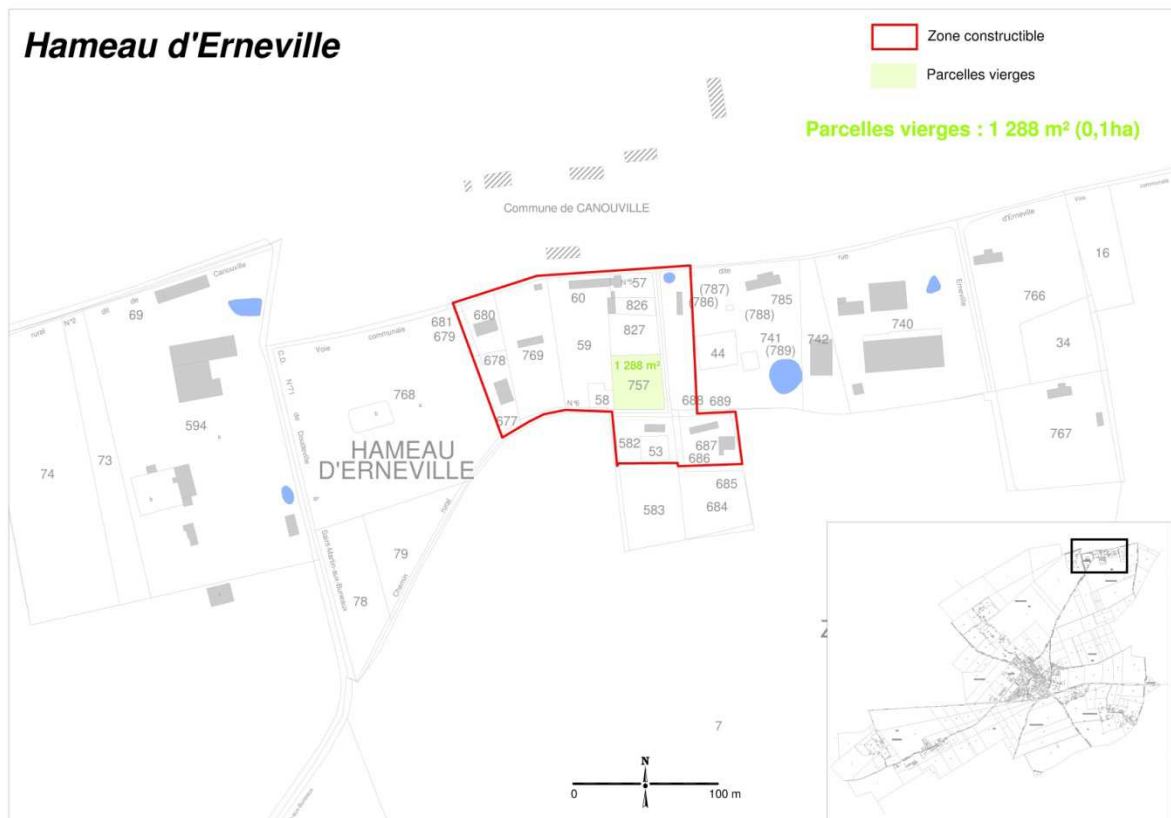 Hameau d'Erneville
Zone constructible
Parcelles vierges
Parcelles vierges : 1 288 m² (0,1ha)
Commune de CANOUVILLE
d'Erneville
Voie
communale
16
Canouville
de
dit
69
N°2
rural
dite
rue
Erneville
(787)
(786)
785
(788)
741
(789)
742
740
766
34
57
60
826
827
681
679
680
communale
Voie
678
769
59
44
1 288 m²
757
58
N°6
677
688
689
768
C.D.
N°71
de
Doudeville
à
Saint-Martin-aux-Buneaux
594
73
74
HAMEAU
D'ERNEVILLE
582
53
687
686
767
685
684
583
rural
Chemin
79
78
7
Z
N
0
100 m